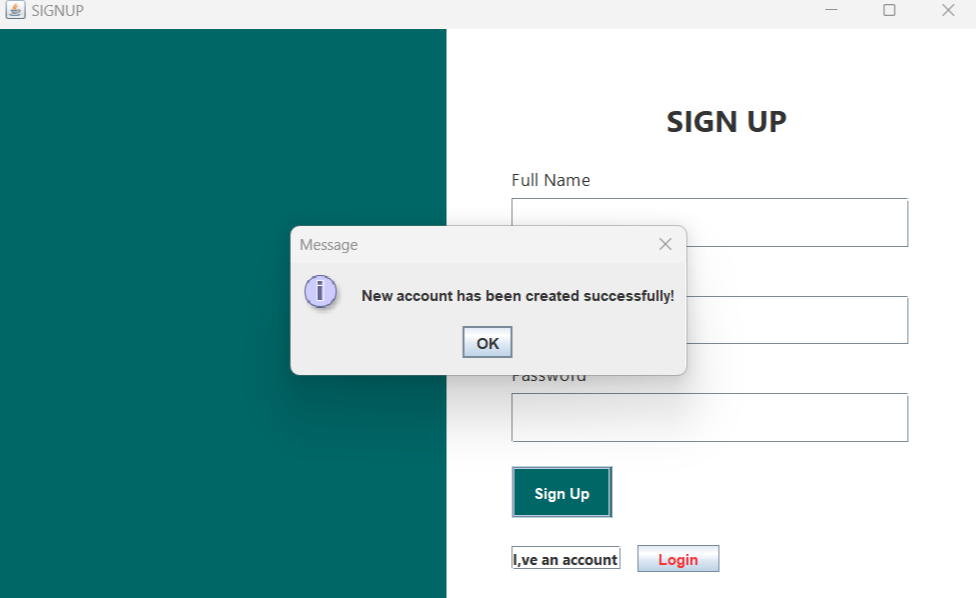 SIGNUP
SIGN UP
Full Name
Message
i
New account has been created successfully!
OK
Password
Sign Up
I,ve an account
Login